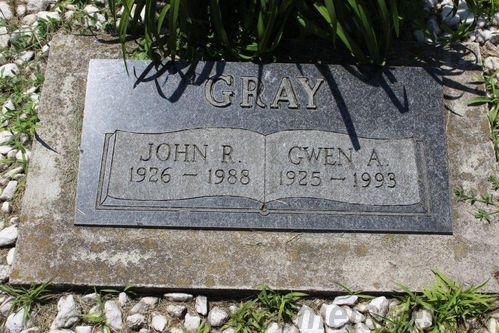 GRAY
JOHN R. GWEN A.
1926 - 1988 1925 - 1993